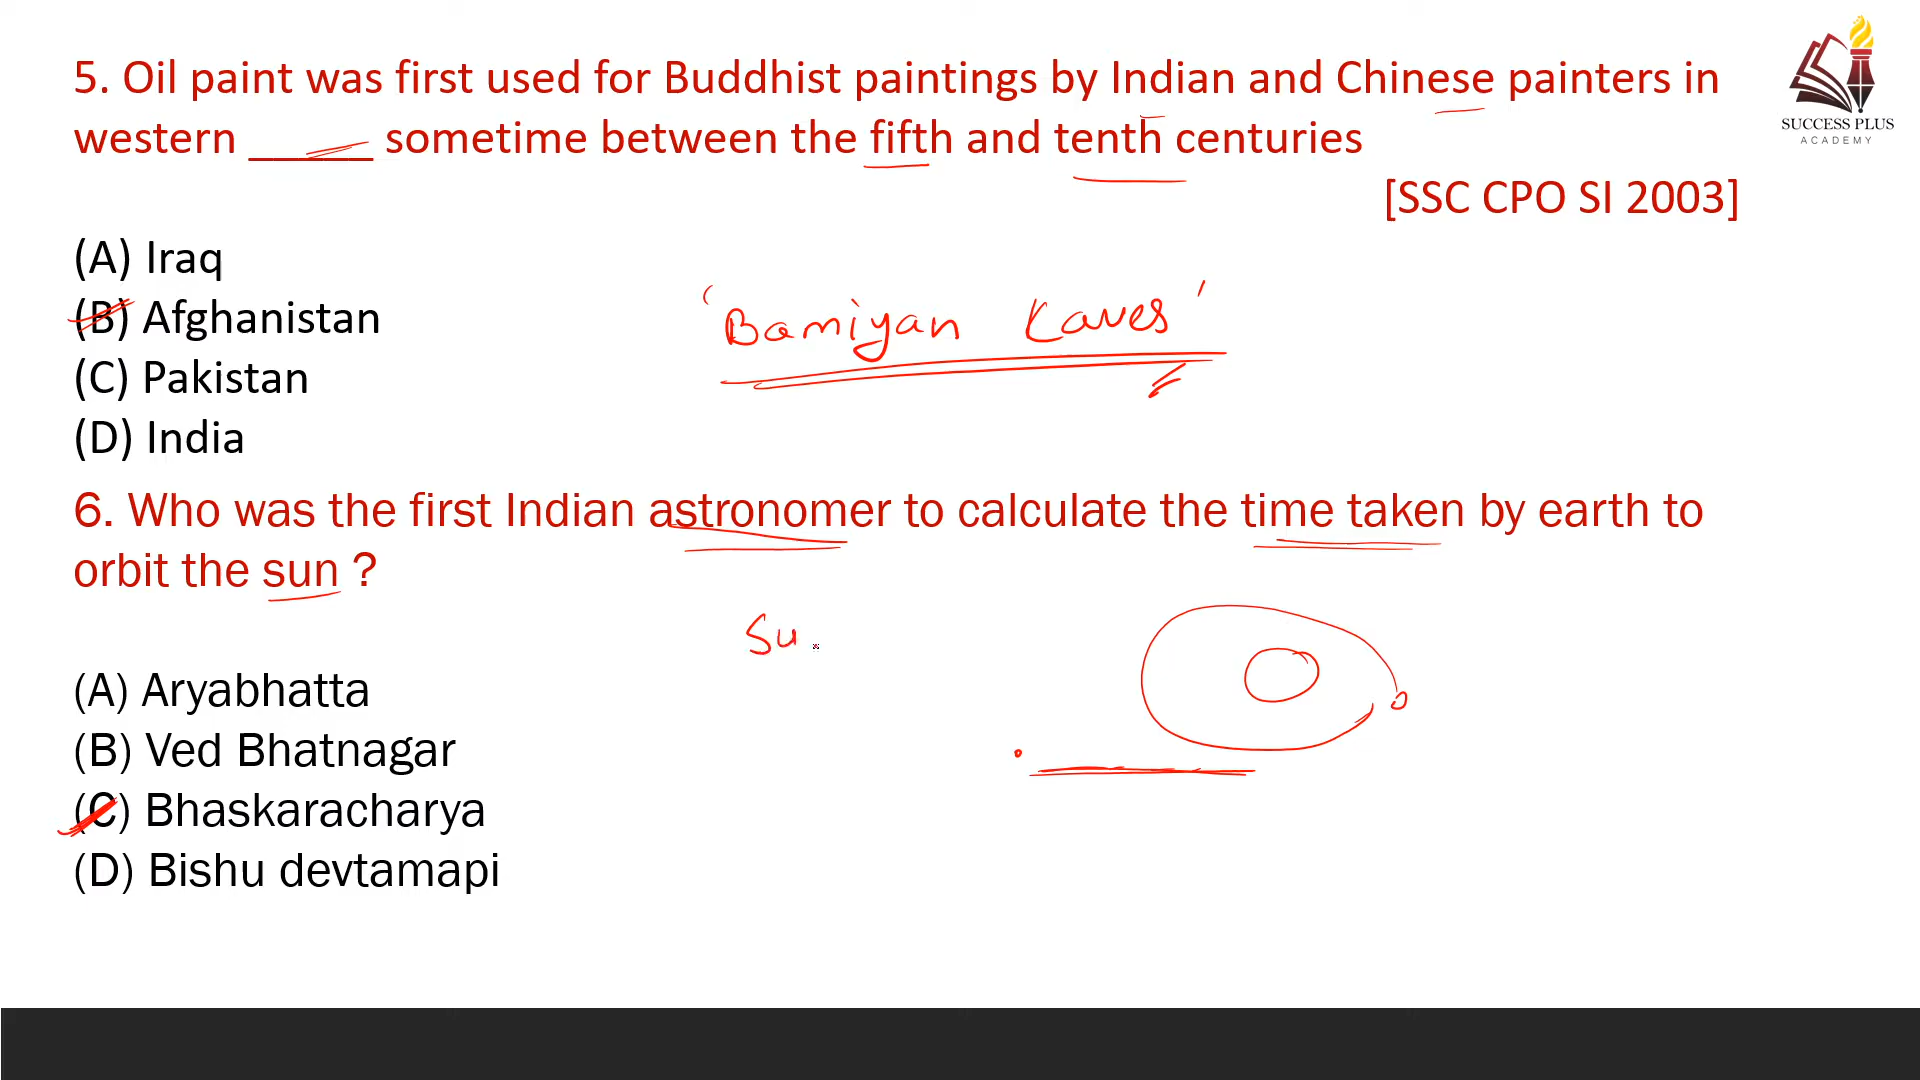 5. Oil paint was first used for Buddhist paintings by Indian and Chinese painters in
western _____ sometime between the fifth and tenth centuries
[SSC CPO SI 2003]
(A) Iraq
(B) Afghanistan
(C) Pakistan
(D) India
'Bamiyan Kaves'
6. Who was the first Indian astronomer to calculate the time taken by earth to
orbit the sun ?
Su
(A) Aryabhatta
(B) Ved Bhatnagar
(C) Bhaskaracharya
(D) Bishu devtamapi
SUCCESS PLUS
ACADEMY